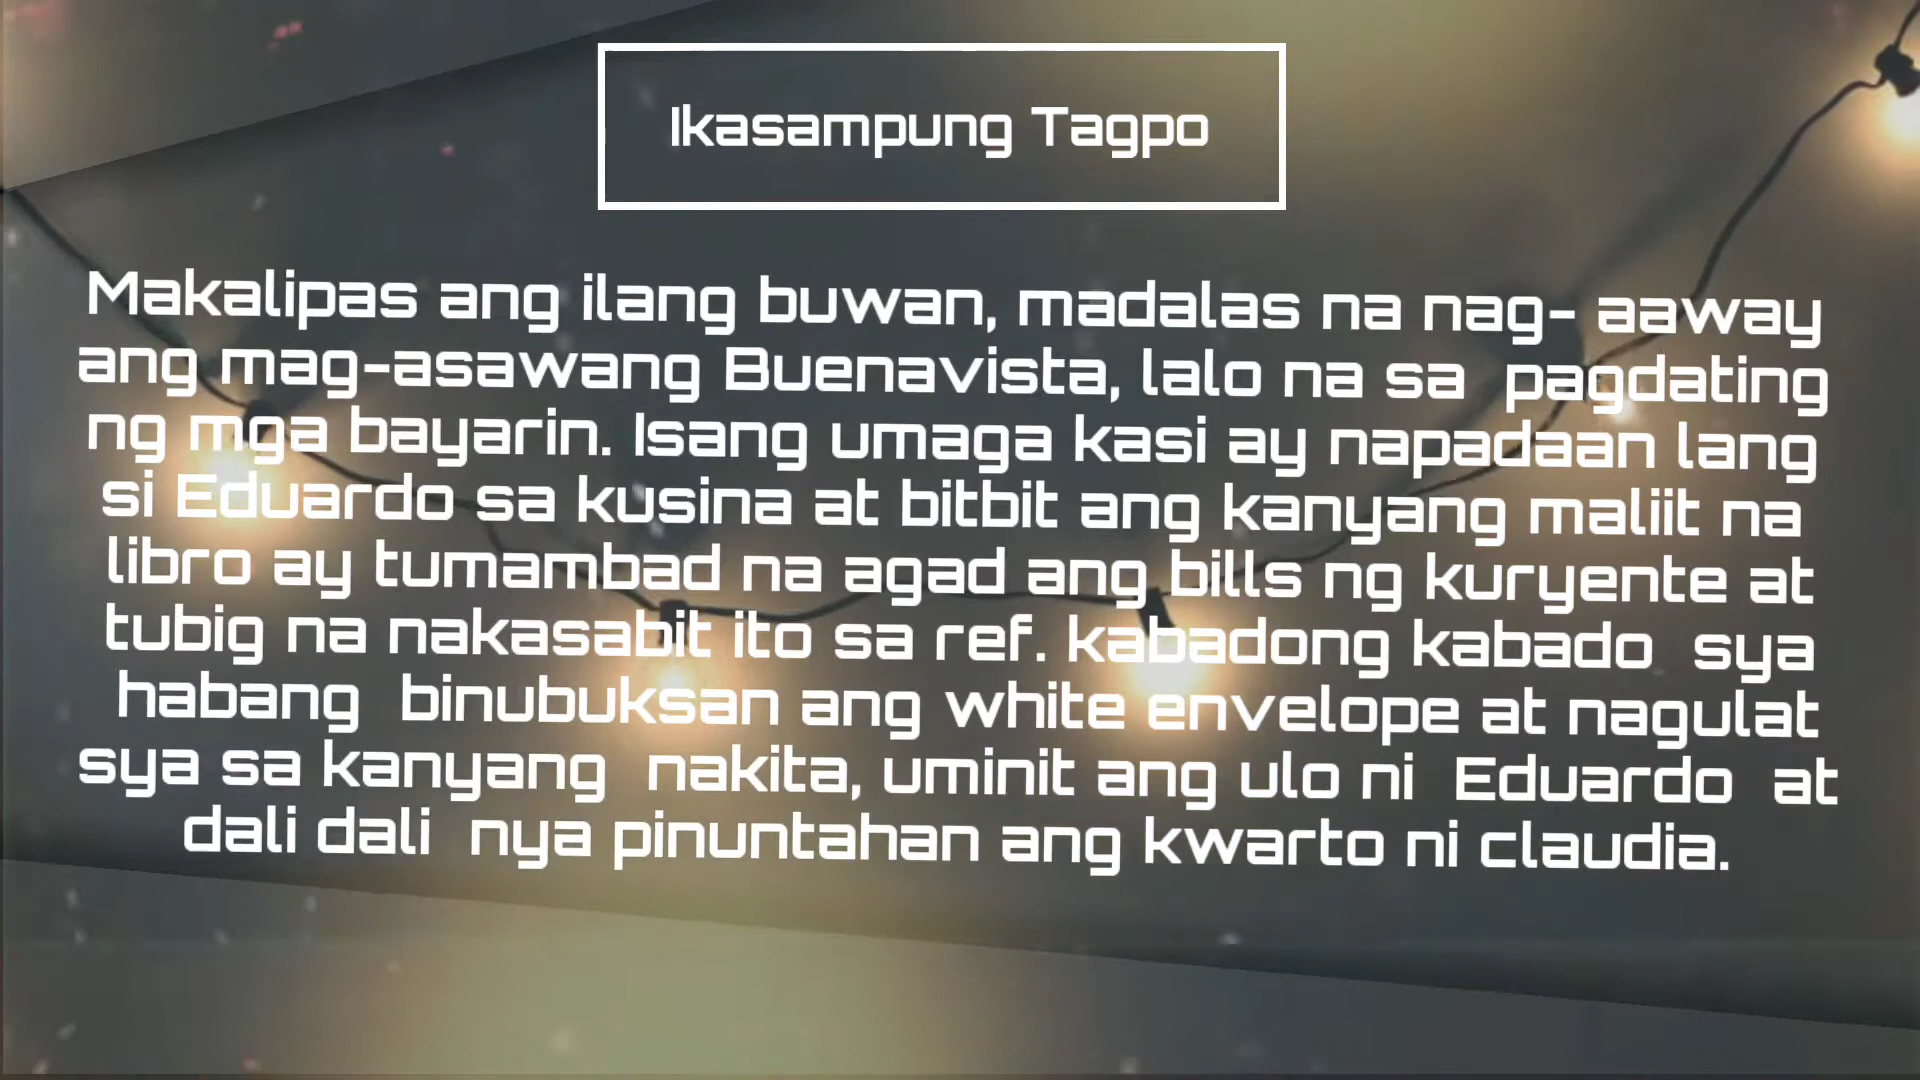 Ikasampung Tagpo
Makalipas ang ilang buwan, madalas na nag- aaway
ang mag-asawang Buenavista, lalo na sa pagdating
ng mga bayarin. Isang umaga kasi ay napadaan lang
si Eduardo sa kusina at bitbit ang kanyang maliit na
libro ay tumambad na agad ang bills ng kuryente at
tubig na nakasabit ito sa ref. kabadong kabado sya
habang binubuksan ang white envelope at nagulat
sya sa kanyang nakita, uminit ang ulo ni Eduardo at
dali dali nya pinuntahan ang kwarto ni claudia.